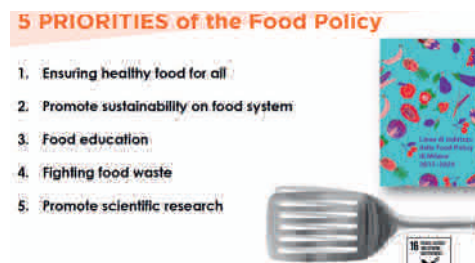 5 PRIORITIES of the Food Policy
1. Ensuring healthy food for all
2. Promote sustainability on food system
3. Food education
4. Fighting food waste
5. Promote scientific research
Linee di indirizzo
della Food Policy
di Milano
16